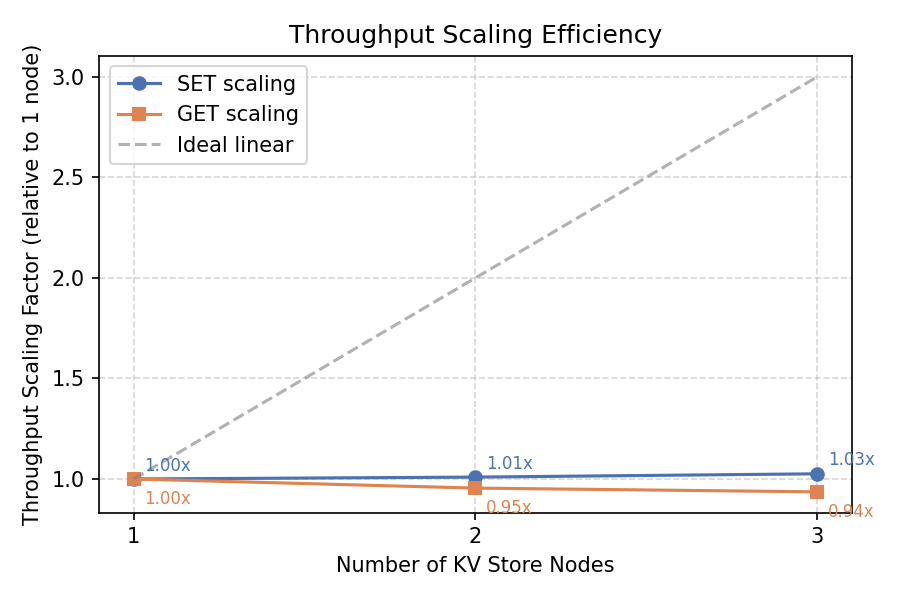 Throughput Scaling Efficiency
Throughput Scaling Factor (relative to 1 node)
3.0
2.5
2.0
1.5
1.0
SET scaling
GET scaling
Ideal linear
1.00x
1.01x
1.03x
1.00x
0.95x
0.94x
1
2
3
Number of KV Store Nodes